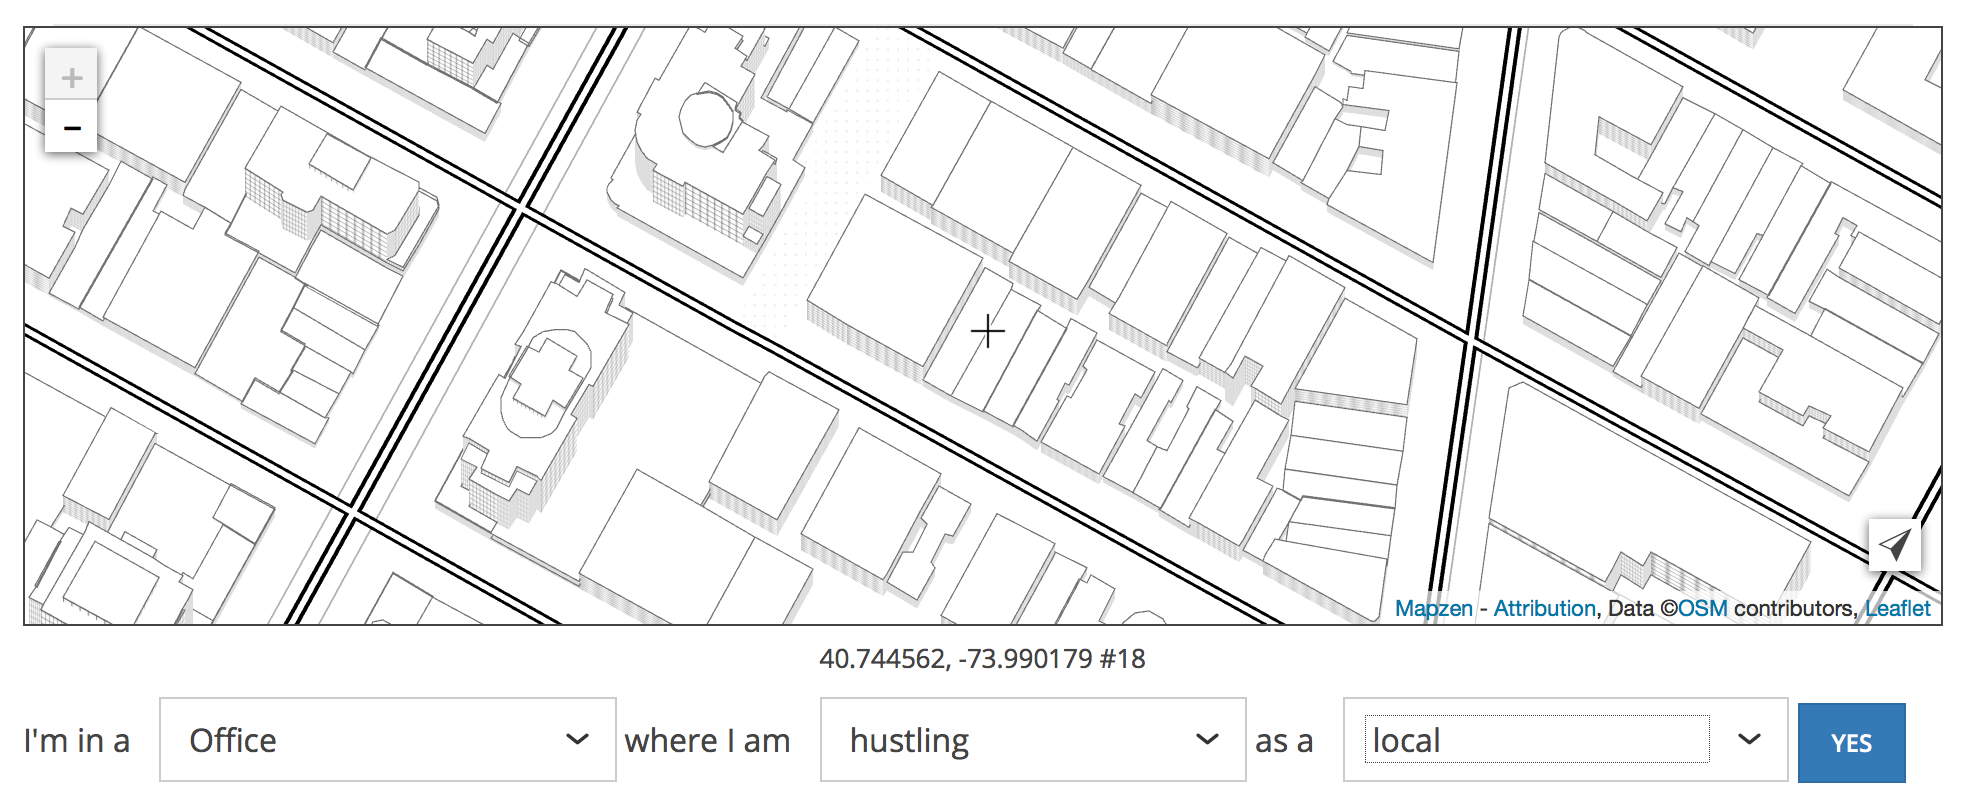 +
−
Mapzen - Attribution, Data ©OSM contributors, Leaflet
40.744562, -73.990179 #18
I'm in a Office where I am hustling as a local YES